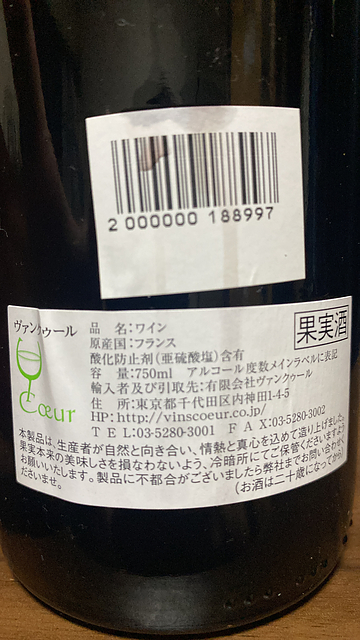 2 000000 188997
ヴァンクゥール
Cœur
果実酒
品 名:ワイン
原産国:フランス
酸化防止剤(亜硫酸塩)含有
容 量:750ml アルコール度数メインラベルに表記
輸入者及び引取先:有限会社ヴァンクゥール
住 所:東京都千代田区内神田1-4-5
HP:http://vinscoeur.co.jp/
TEL:03-5280-3001 FAX:03-5280-3002
本製品は、生産者が自然と向き合い、情熱と真心を込めて造り上げました。
果実本来の美味しさを損なわないよう、冷暗所にてご保管くださいますよう
お願いいたします。製品に不都合がございましたら弊社までお問い合わせく
ださいませ。
(お酒は二十歳になってから)